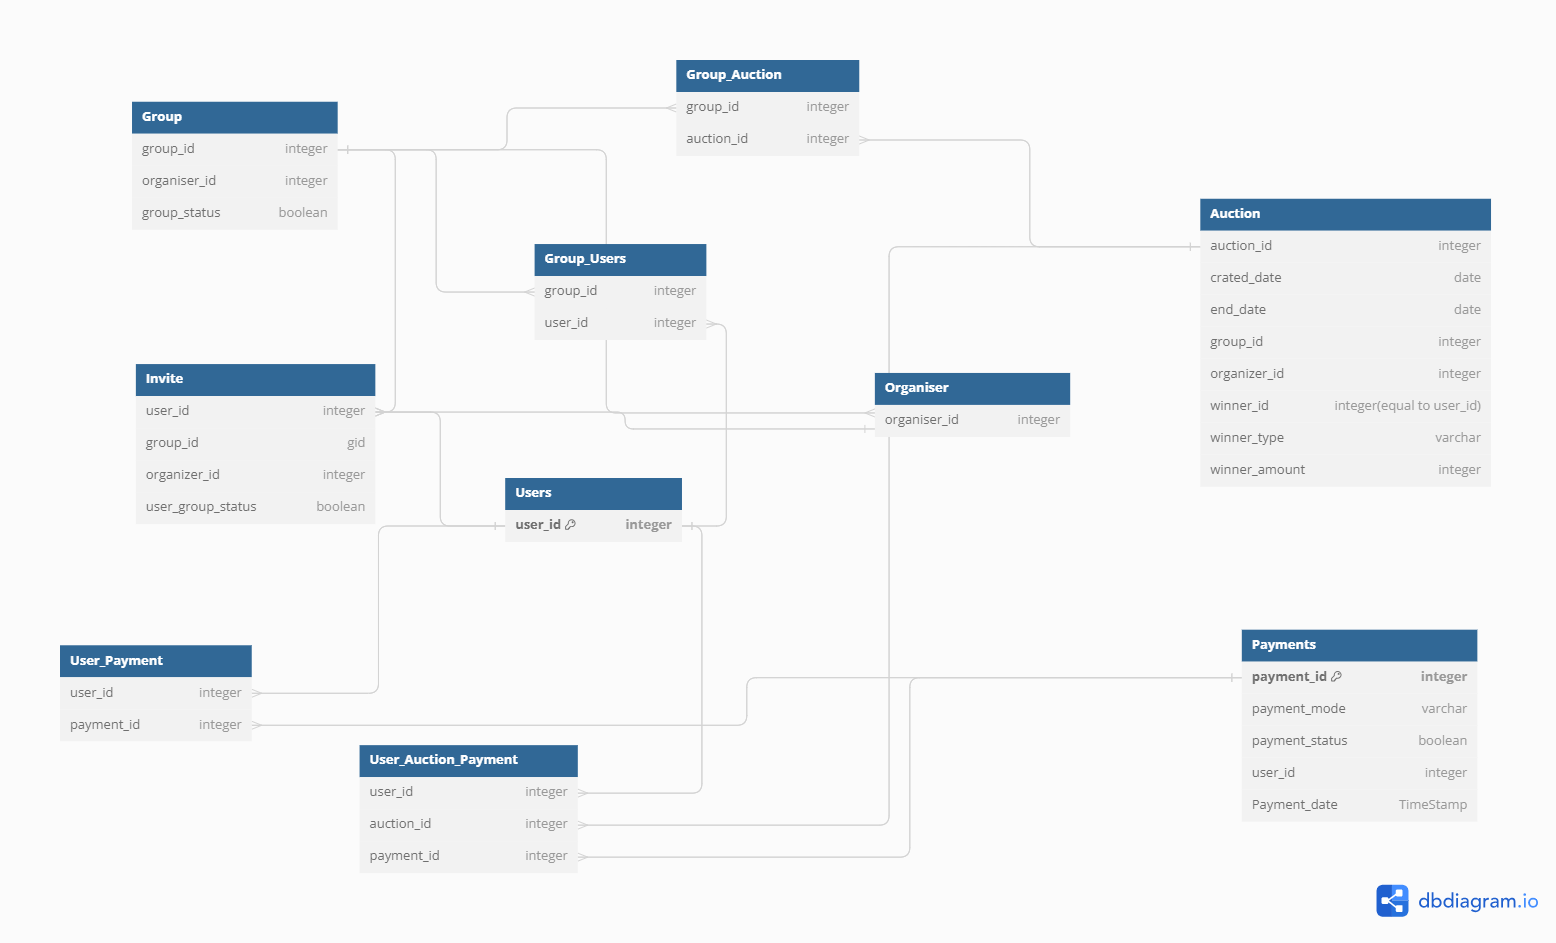 Group_Auction
group_id integer
auction_id integer
Group
group_id integer
organiser_id integer
group_status boolean
Auction
auction_id integer
crated_date date
end_date date
group_id integer
organizer_id integer
winner_id integer(equal to user_id)
winner_type varchar
winner_amount integer
Group_Users
group_id integer
user_id integer
Invite
user_id integer
group_id gid
organizer_id integer
user_group_status boolean
Organiser
organiser_id integer
Users
user_id integer
User_Payment
user_id integer
payment_id integer
Payments
payment_id integer
payment_mode varchar
payment_status boolean
user_id integer
Payment_date TimeStamp
User_Auction_Payment
user_id integer
auction_id integer
payment_id integer
dbdiagram.io